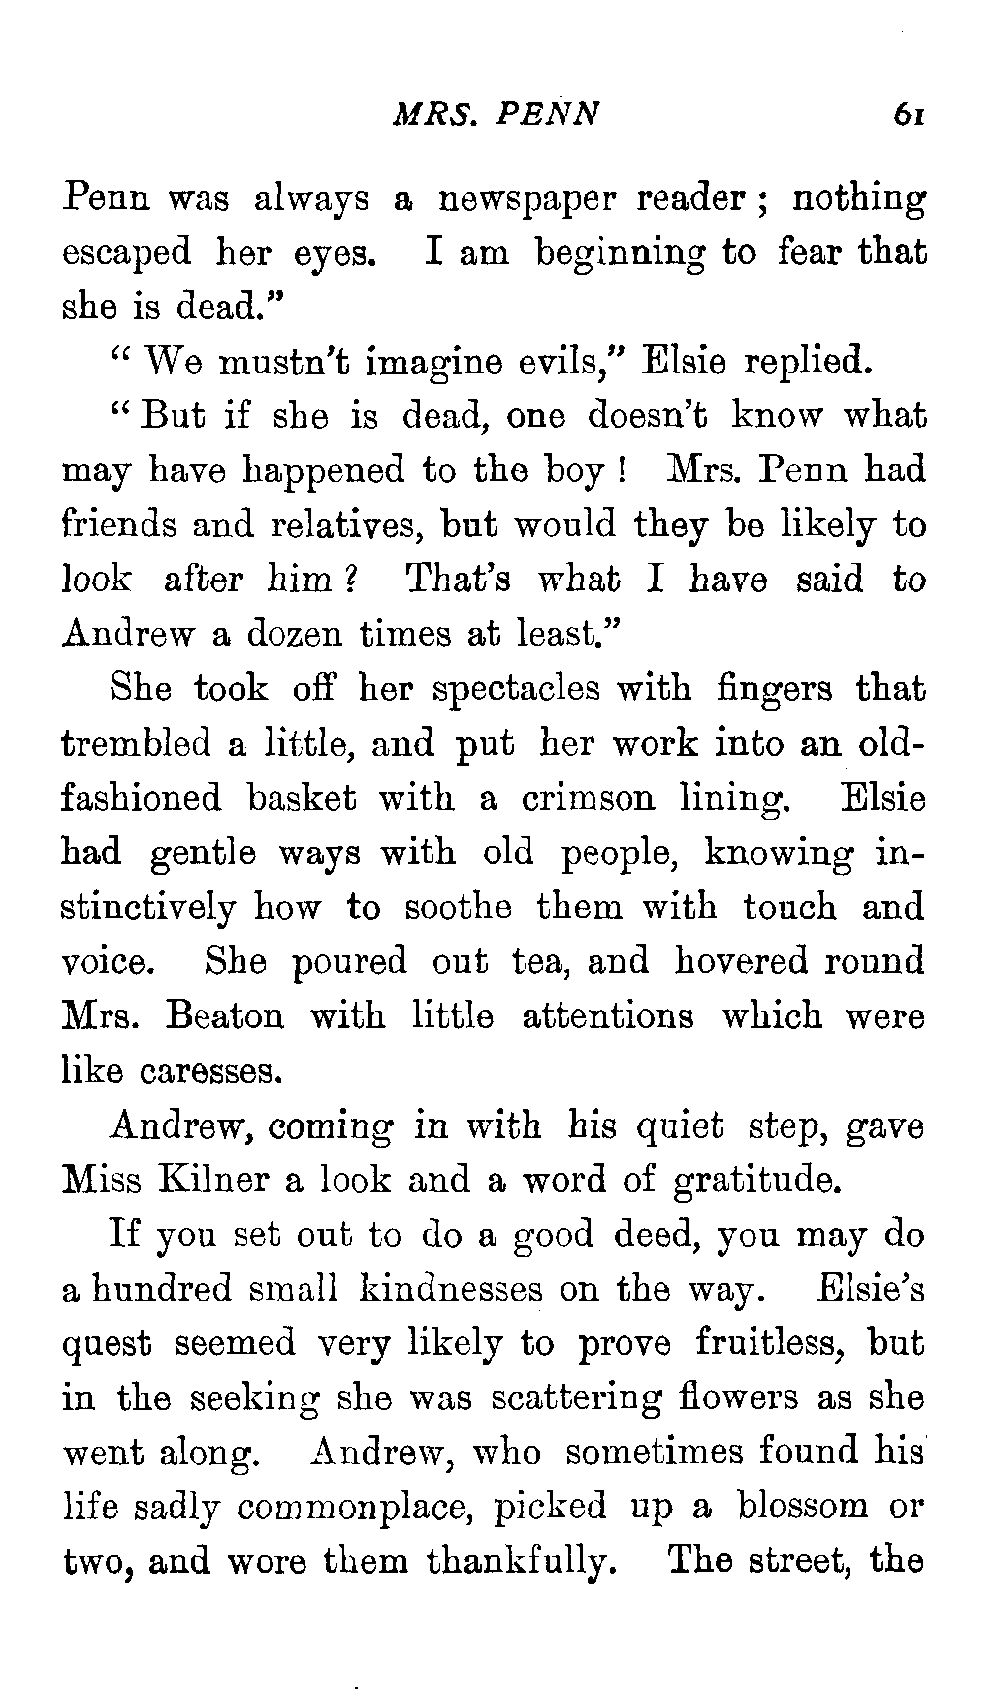 MRS. PENN 61
Penn was always a newspaper reader ; nothing
escaped her eyes. I am beginning to fear that
she is dead.”
“ We mustn't imagine evils,” Elsie replied.
“ But if she is dead, one doesn't know what
may have happened to the boy ! Mrs. Penn had
friends and relatives, but would they be likely to
look after him ? That's what I have said to
Andrew a dozen times at least.”
She took off her spectacles with fingers that
trembled a little, and put her work into an old-
fashioned basket with a crimson lining. Elsie
had gentle ways with old people, knowing in-
stinctively how to soothe them with touch and
voice. She poured out tea, and hovered round
Mrs. Beaton with little attentions which were
like caresses.
Andrew, coming in with his quiet step, gave
Miss Kilner a look and a word of gratitude.
If you set out to do a good deed, you may do
a hundred small kindnesses on the way. Elsie's
quest seemed very likely to prove fruitless, but
in the seeking she was scattering flowers as she
went along. Andrew, who sometimes found his
life sadly commonplace, picked up a blossom or
two, and wore them thankfully. The street, the